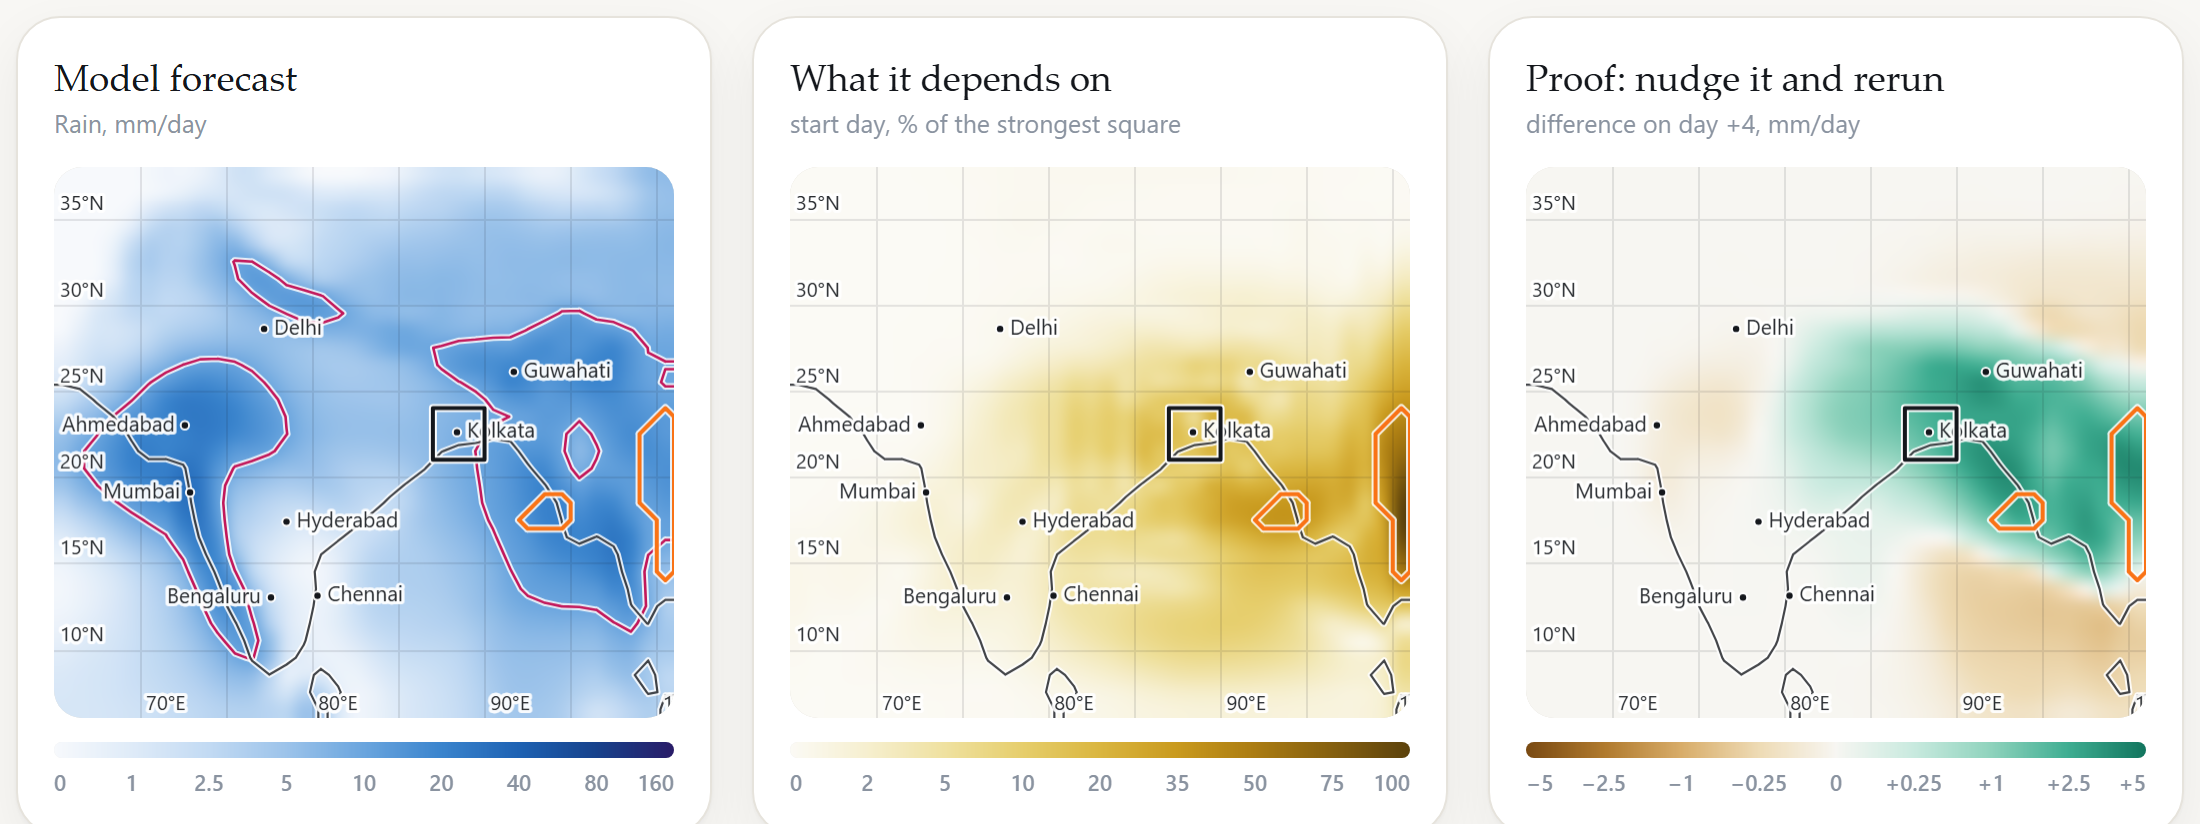 Model forecast
Rain, mm/day
35°N
30°N
Delhi
25°N
Guwahati
Ahmedabad
Kolkata
20°N
Mumbai
Hyderabad
15°N
Bengaluru
Chennai
10°N
70°E 80°E 90°E 1
0 1 2.5 5 10 20 40 80 160
What it depends on
start day, % of the strongest square
35°N
30°N
Delhi
25°N
Guwahati
Ahmedabad
Kolkata
20°N
Mumbai
Hyderabad
15°N
Bengaluru
Chennai
10°N
70°E 80°E 90°E 1
0 2 5 10 20 35 50 75 100
Proof: nudge it and rerun
difference on day +4, mm/day
35°N
30°N
Delhi
25°N
Guwahati
Ahmedabad
Kolkata
20°N
Mumbai
Hyderabad
15°N
Bengaluru
Chennai
10°N
70°E 80°E 90°E 1
−5 −2.5 −1 −0.25 0 +0.25 +1 +2.5 +5